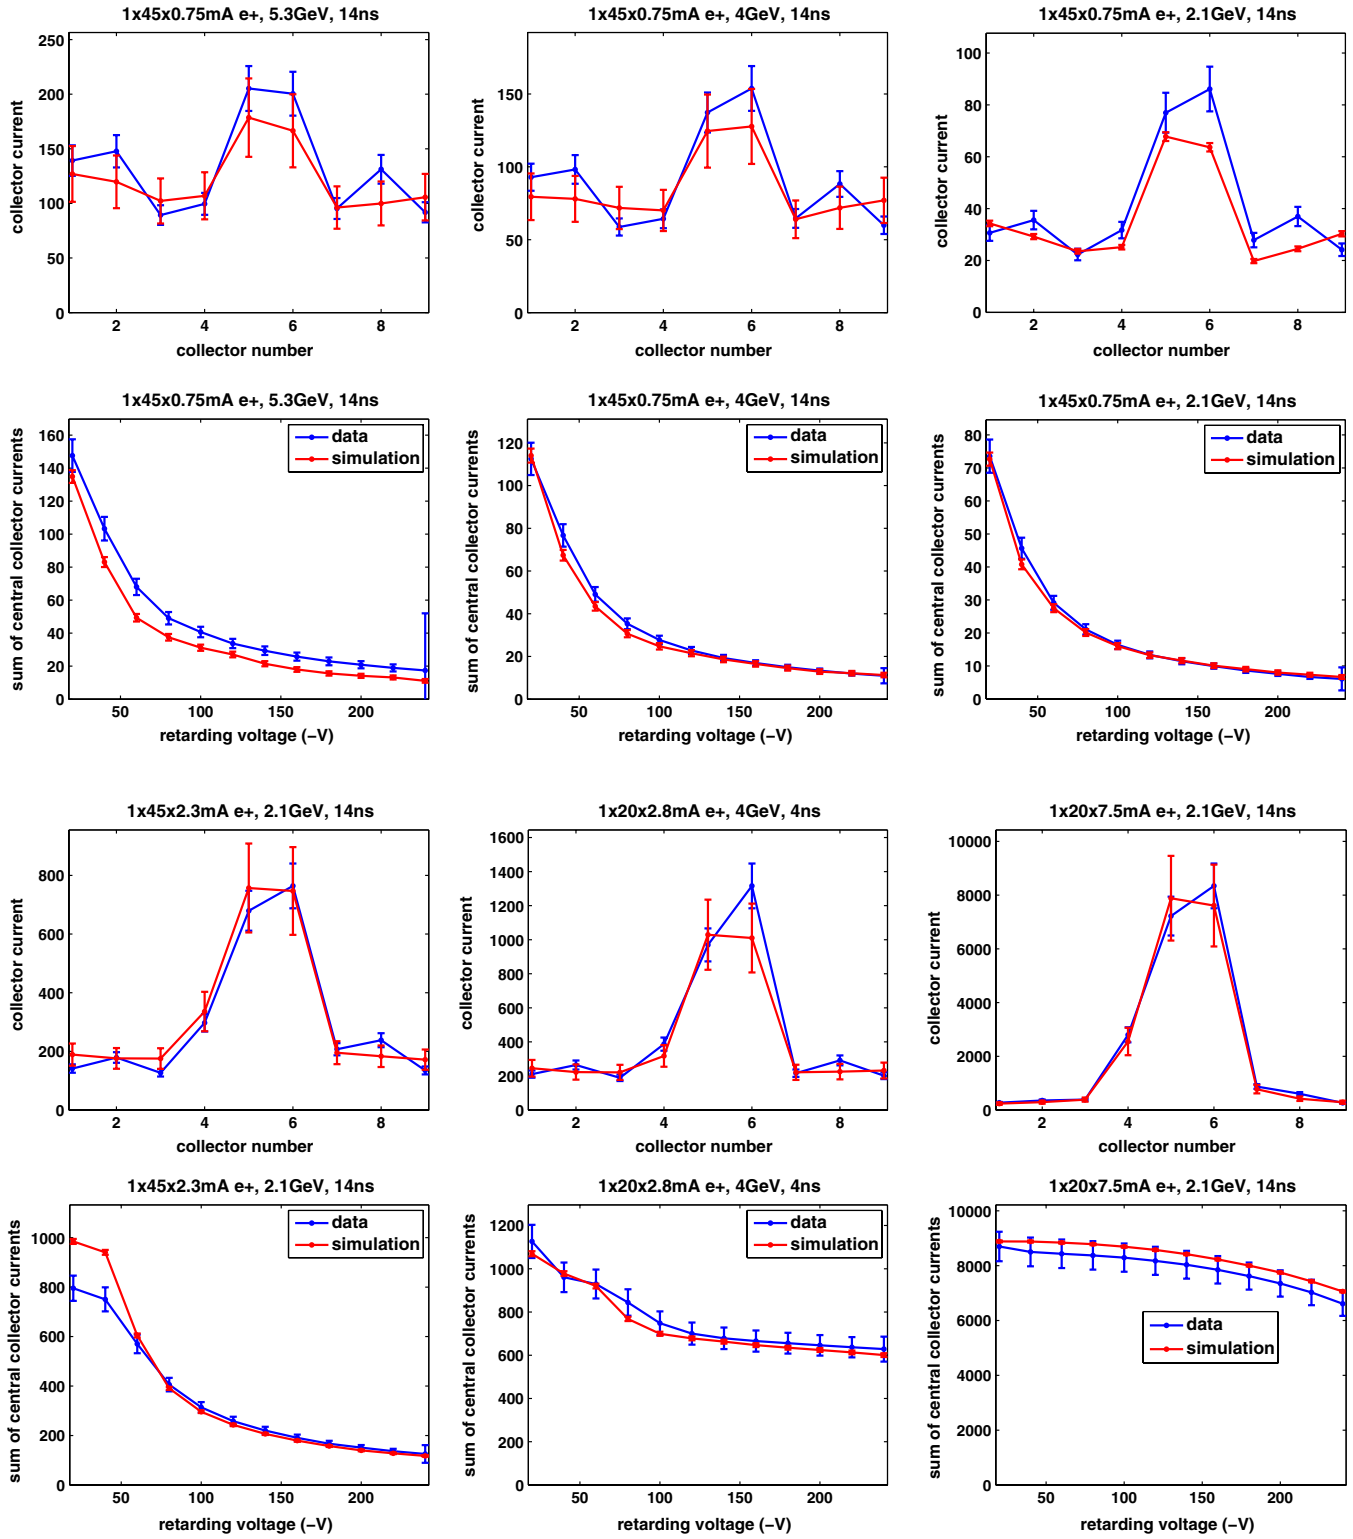 1x45x0.75mA e+, 5.3GeV, 14ns
250
200
150
100
50
0
2 4 6 8
collector current
collector number
1x45x0.75mA e+, 4GeV, 14ns
150
100
50
0
2 4 6 8
collector current
collector number
1x45x0.75mA e+, 2.1GeV, 14ns
100
80
60
40
20
0
2 4 6 8
collector current
collector number
1x45x0.75mA e+, 5.3GeV, 14ns
160
140
120
100
80
60
40
20
0
50 100 150 200
sum of central collector currents
retarding voltage (−V)
data
simulation
1x45x0.75mA e+, 4GeV, 14ns
120
100
80
60
40
20
0
50 100 150 200
sum of central collector currents
retarding voltage (−V)
data
simulation
1x45x0.75mA e+, 2.1GeV, 14ns
80
70
60
50
40
30
20
10
0
50 100 150 200
sum of central collector currents
retarding voltage (−V)
data
simulation
1x45x2.3mA e+, 2.1GeV, 14ns
800
600
400
200
0
2 4 6 8
collector current
collector number
1x20x2.8mA e+, 4GeV, 4ns
1600
1400
1200
1000
800
600
400
200
0
2 4 6 8
collector current
collector number
1x20x7.5mA e+, 2.1GeV, 14ns
10000
8000
6000
4000
2000
0
2 4 6 8
collector current
collector number
1x45x2.3mA e+, 2.1GeV, 14ns
1000
800
600
400
200
0
50 100 150 200
sum of central collector currents
retarding voltage (−V)
data
simulation
1x20x2.8mA e+, 4GeV, 4ns
1200
1000
800
600
400
200
0
50 100 150 200
sum of central collector currents
retarding voltage (−V)
data
simulation
1x20x7.5mA e+, 2.1GeV, 14ns
10000
8000
6000
4000
2000
0
50 100 150 200
sum of central collector currents
retarding voltage (−V)
data
simulation